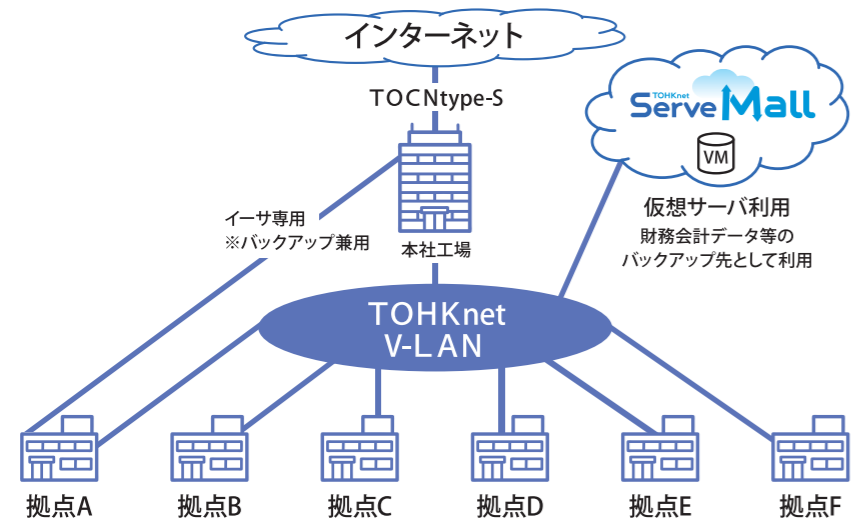 インターネット
TOCNtype-S
TOHKnet
ServeMall
VM
仮想サーバ利用
財務会計データ等の
バックアップ先として利用
イーサ専用
※バックアップ兼用
本社工場
TOHKnet
V-LAN
拠点A
拠点B
拠点C
拠点D
拠点E
拠点F